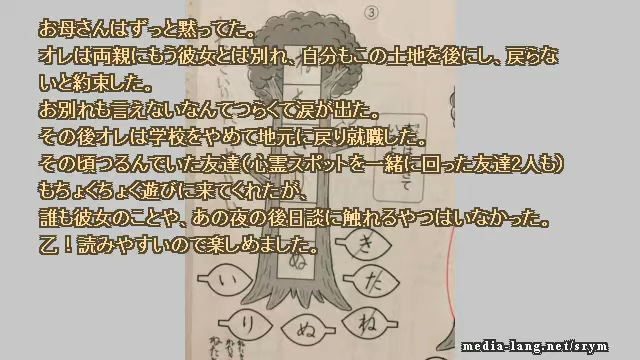 ③
お母さんはずっと黙ってた。
オレは両親にもう彼女とは別れ、自分もこの土地を後にし、戻らな
いと約束した。
お別れも言えないなんてつらくて涙が出た。
その後オレは学校をやめて地元に戻り就職した。
その頃つるんでいた友達（心霊スポットを一緒に回った友達2人も）
もちょくちょく遊びに来てくれたが、
誰も彼女のことや、あの夜の後日談に触れるやつはいなかった。
乙！読みやすいので楽しめました。
ぬ
き
い
た
り
ぬ
ね
media-lang.net/srym